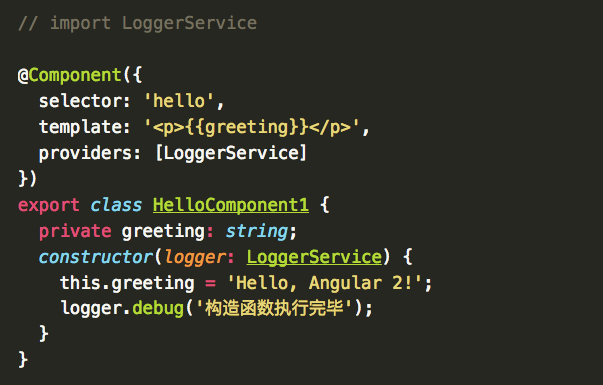 // import LoggerService
@Component({
selector: 'hello',
template: '<p>{{greeting}}</p>',
providers: [LoggerService]
})
export class HelloComponent1 {
private greeting: string;
constructor(logger: LoggerService) {
this.greeting = 'Hello, Angular 2!';
logger.debug('构造函数执行完毕');
}
}